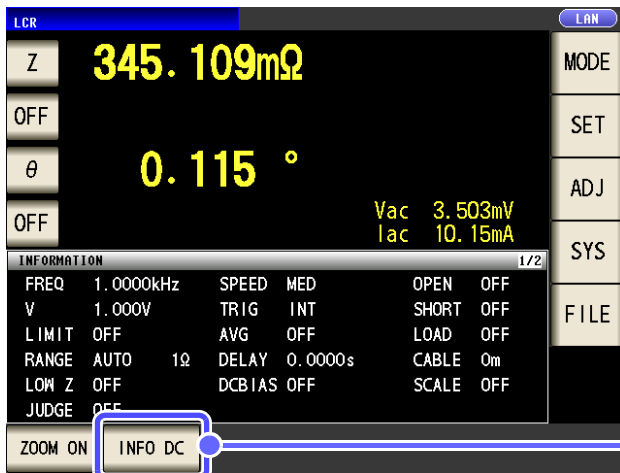 LCR LAN
Z 345.109mΩ MODE
OFF SET
θ 0.115 ° ADJ
OFF Vac 3.503mV
Iac 10.15mA SYS
INFORMATION 1/2
FREQ 1.0000kHz SPEED MED OPEN OFF
V 1.000V TRIG INT SHORT OFF FILE
LIMIT OFF AVG OFF LOAD OFF
RANGE AUTO 1Ω DELAY 0.0000s CABLE 0m
LOW Z OFF DCBIAS OFF SCALE OFF
JUDGE OFF
ZOOM ON INFO DC